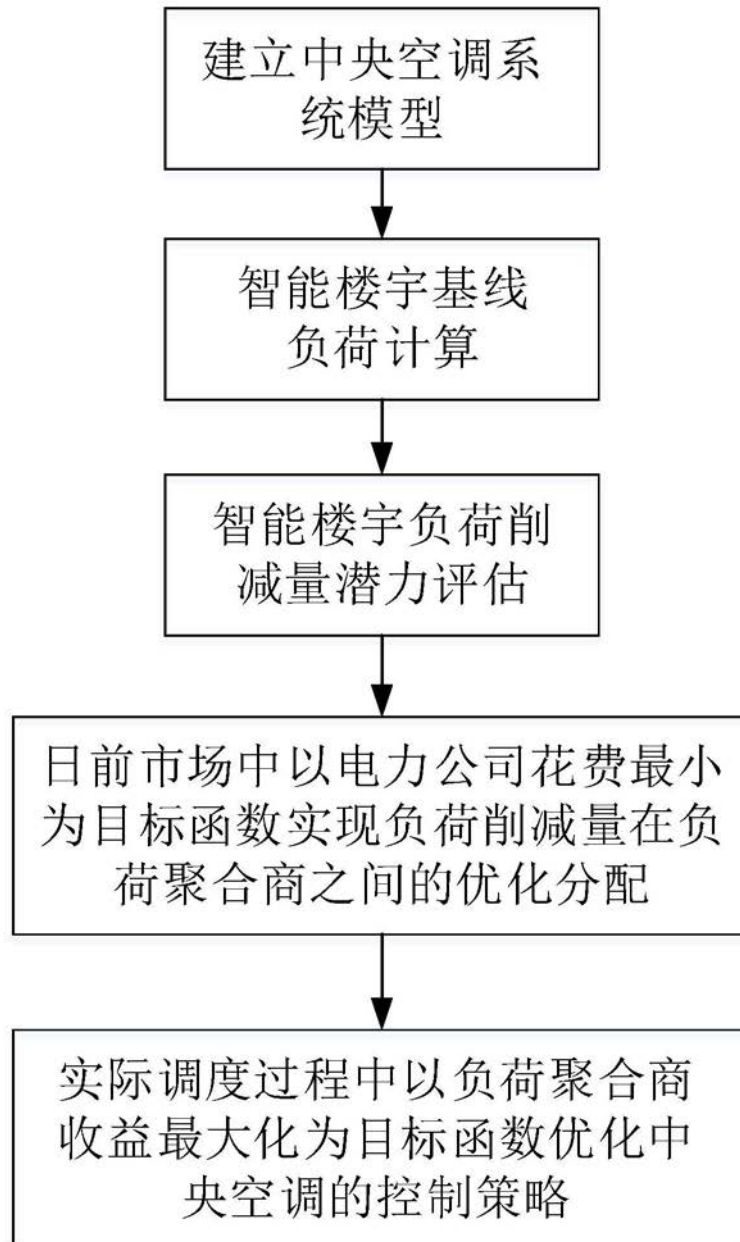 建立中央空调系
统模型
智能楼宇基线
负荷计算
智能楼宇负荷削
减量潜力评估
日前市场中以电力公司花费最小
为目标函数实现负荷削减量在负
荷聚合商之间的优化分配
实际调度过程中以负荷聚合商
收益最大化为目标函数优化中
央空调的控制策略